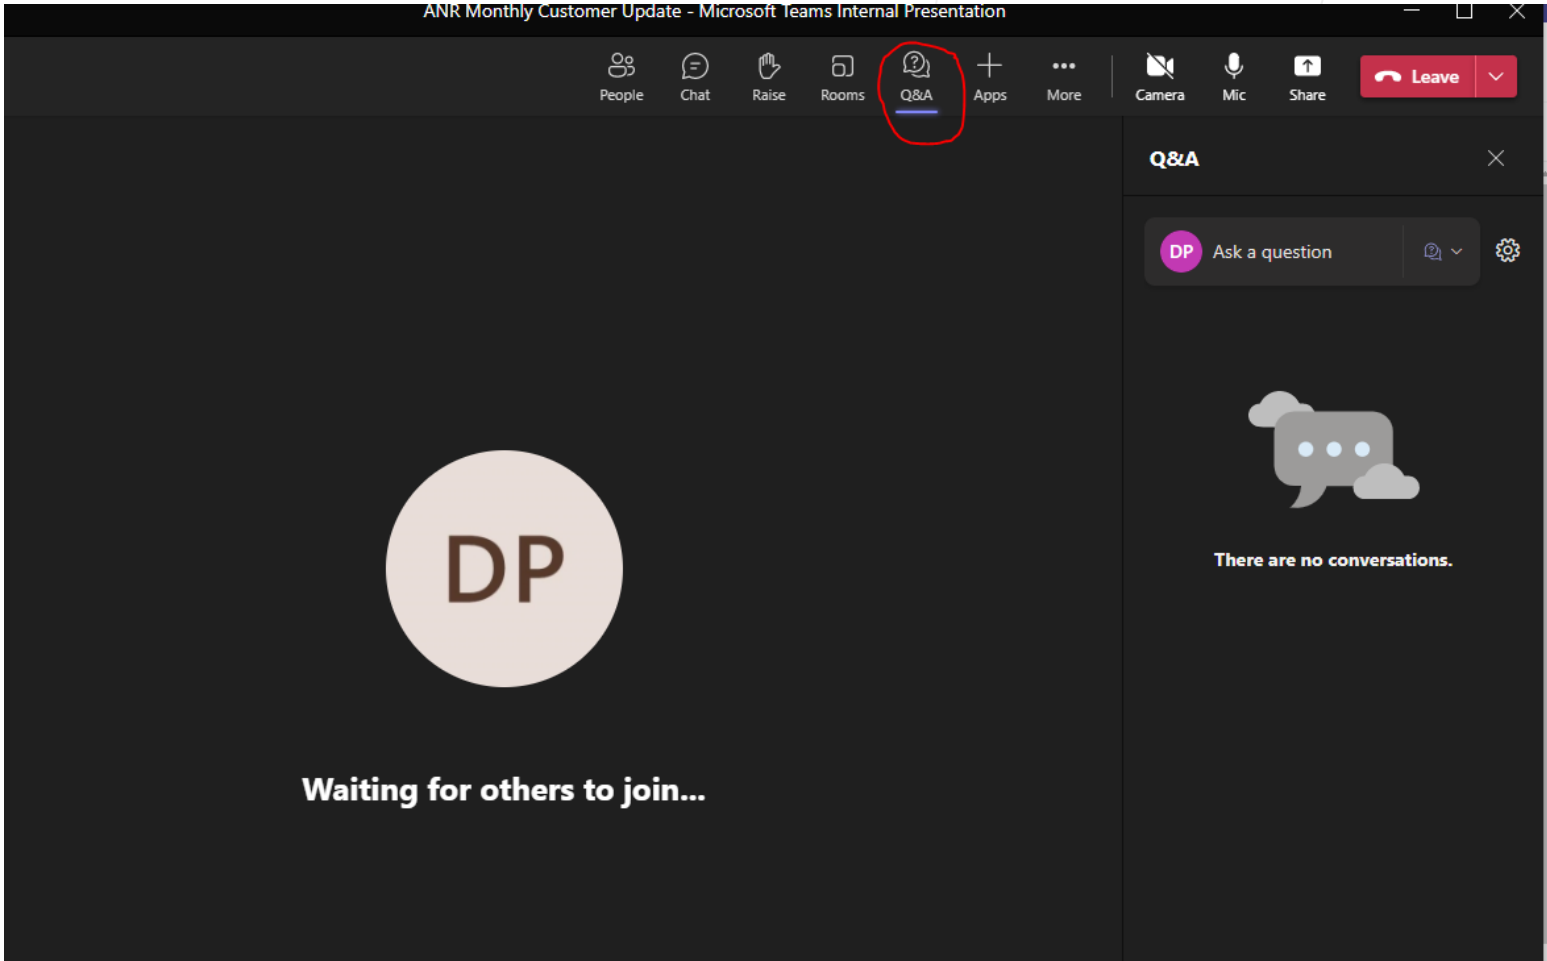 ANR Monthly Customer Update - Microsoft Teams Internal Presentation
People Chat Raise Rooms Q&A Apps More Camera Mic Share Leave
Q&A
DP Ask a question
DP
There are no conversations.
Waiting for others to join...